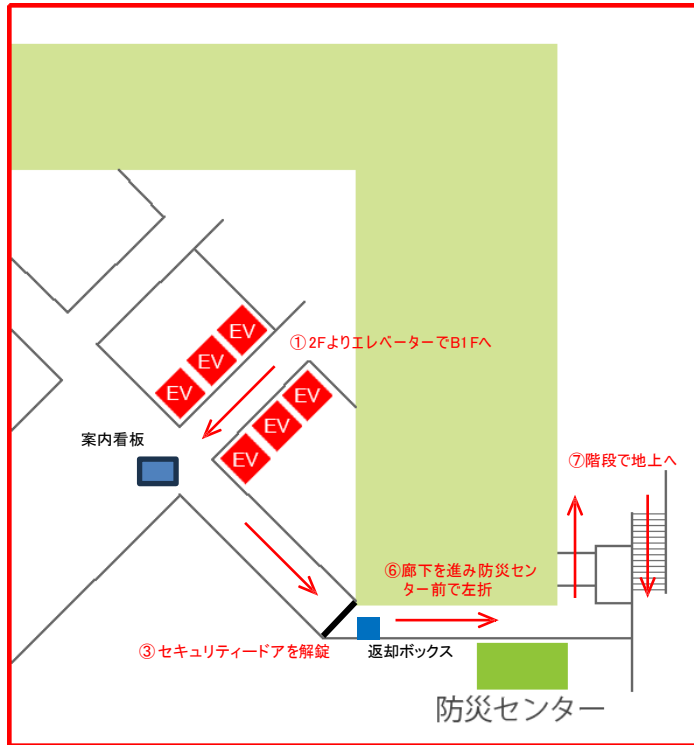 EV
EV
EV
①2FよりエレベーターでB1Fへ
EV
EV
EV
案内看板
⑦階段で地上へ
⑥廊下を進み防災セン
ター前で左折
③セキュリティードアを解錠
返却ボックス
防災センター